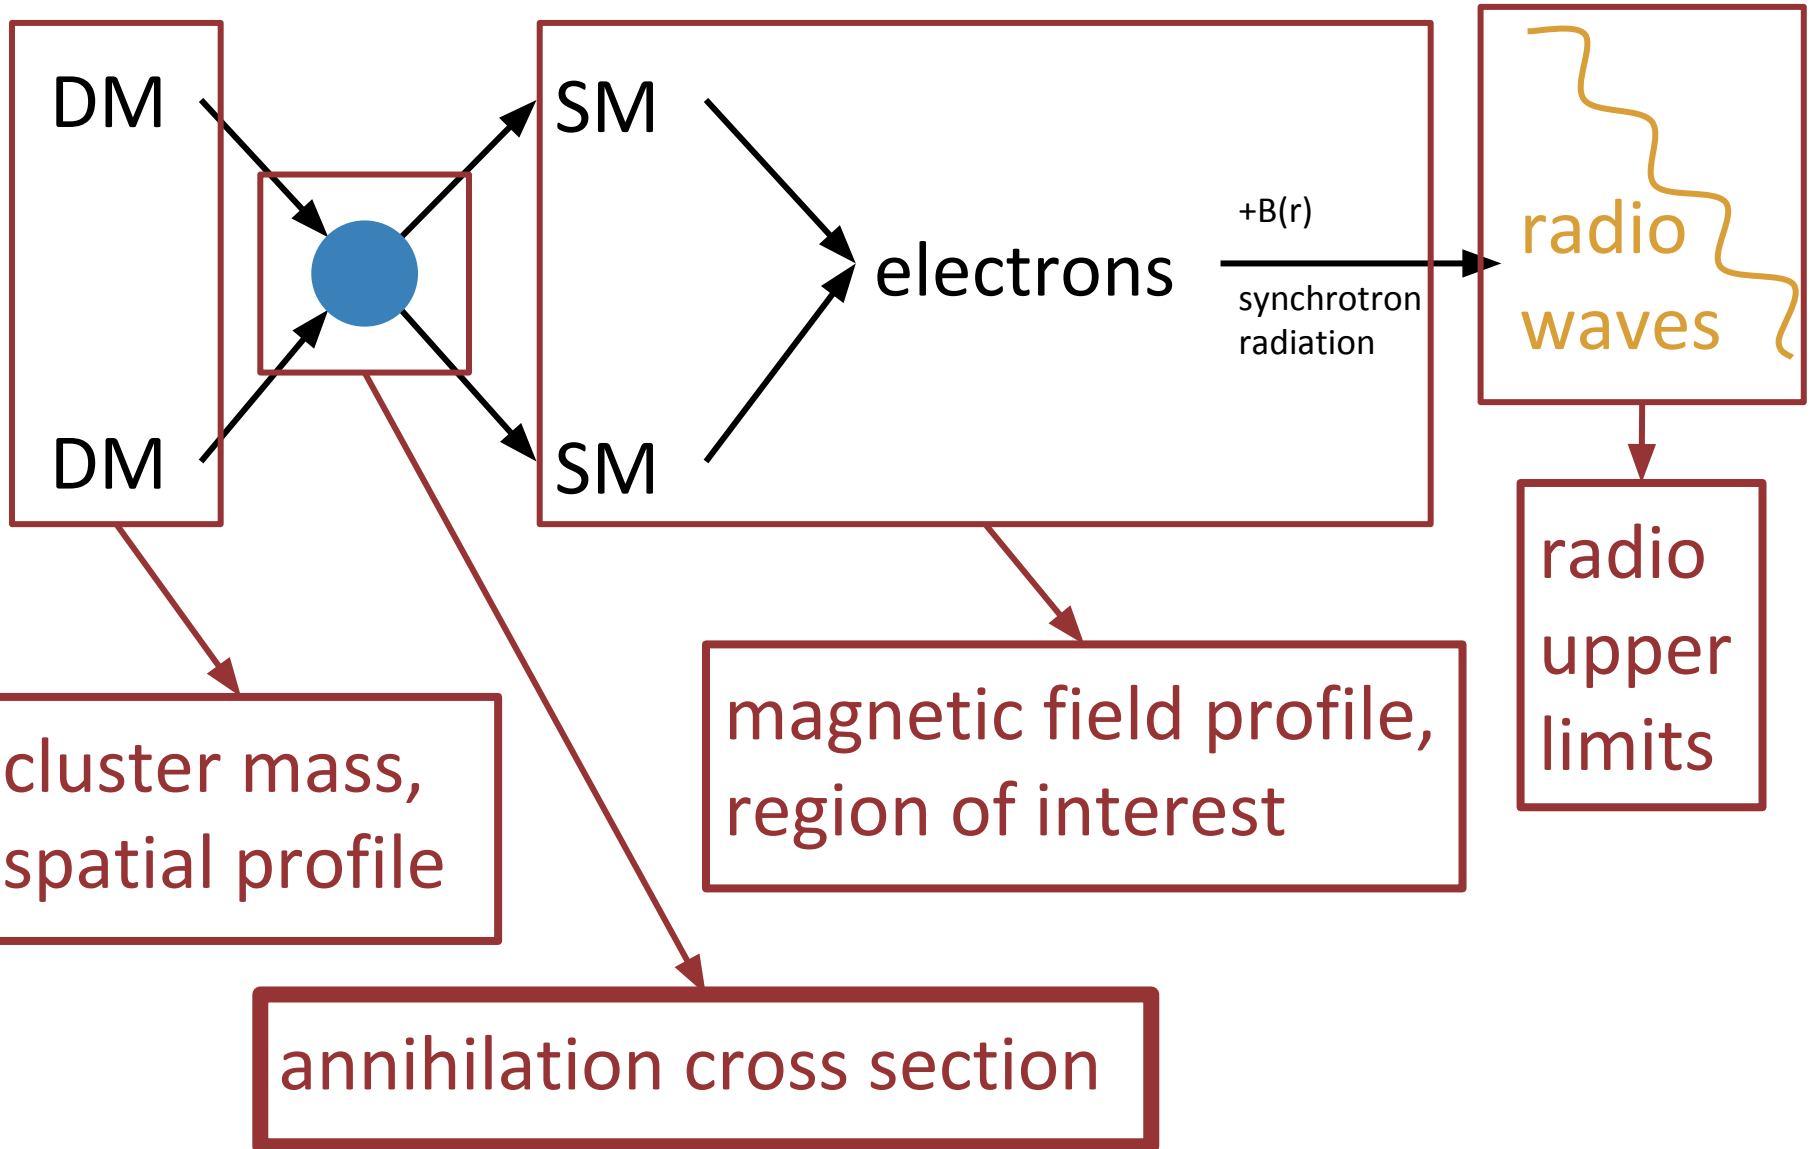 DM
SM
radio
waves
+B(r)
electrons
synchrotron
radiation
DM
SM
radio
upper
limits
cluster mass,
spatial profile
magnetic field profile,
region of interest
annihilation cross section